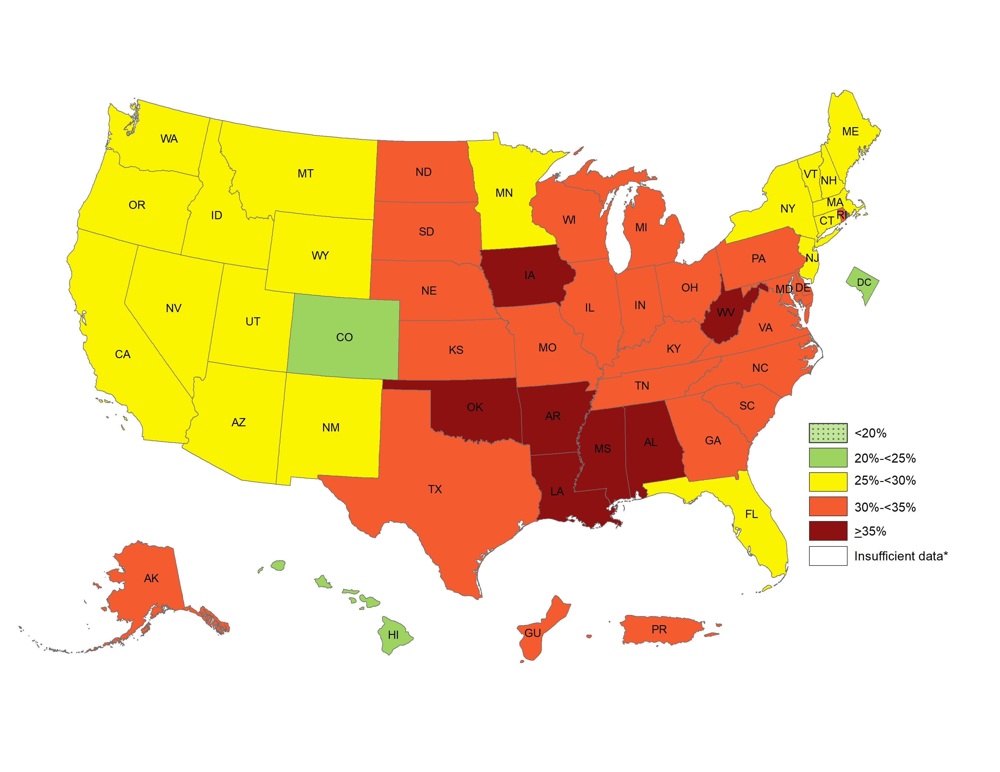 ME
WA
MT
ND
VT
NH
MN
OR
MA
NY
RI
ID
WI
CT
MI
SD
WY
NJ
PA
IA
DC
OH
MD
DE
NE
IN
IL
NV
WV
UT
VA
CO
MO
KY
KS
CA
NC
TN
SC
OK
AR
AZ
NM
<20%
GA
AL
MS
20%-<25%
25%-<30%
TX
LA
30%-<35%
FL
≥35%
Insufficient data*
AK
PR
GU
HI